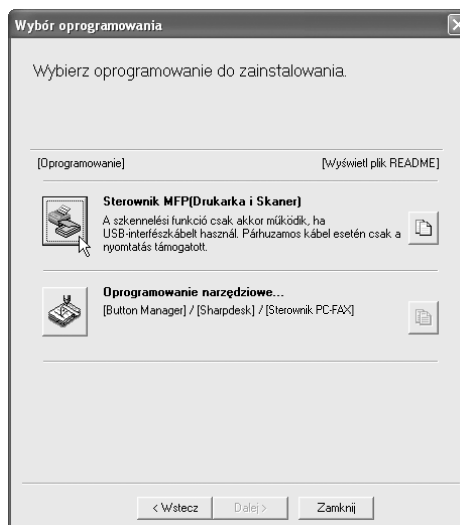 Wybór oprogramowania
Wybierz oprogramowanie do zainstalowania.
[Oprogramowanie] [Wyświetl plik README]
Sterownik MFP(Drukarka i Skaner)
A szkennelési funkció csak akkor működik, ha
USB-interfészkábelt használ. Párhuzamos kábel esetén csak a
nyomtatás támogatott.
Oprogramowanie narzędziowe...
[Button Manager] / [Sharpdesk] / [Sterownik PC-FAX]
< Wstecz Dalej > Zamknij